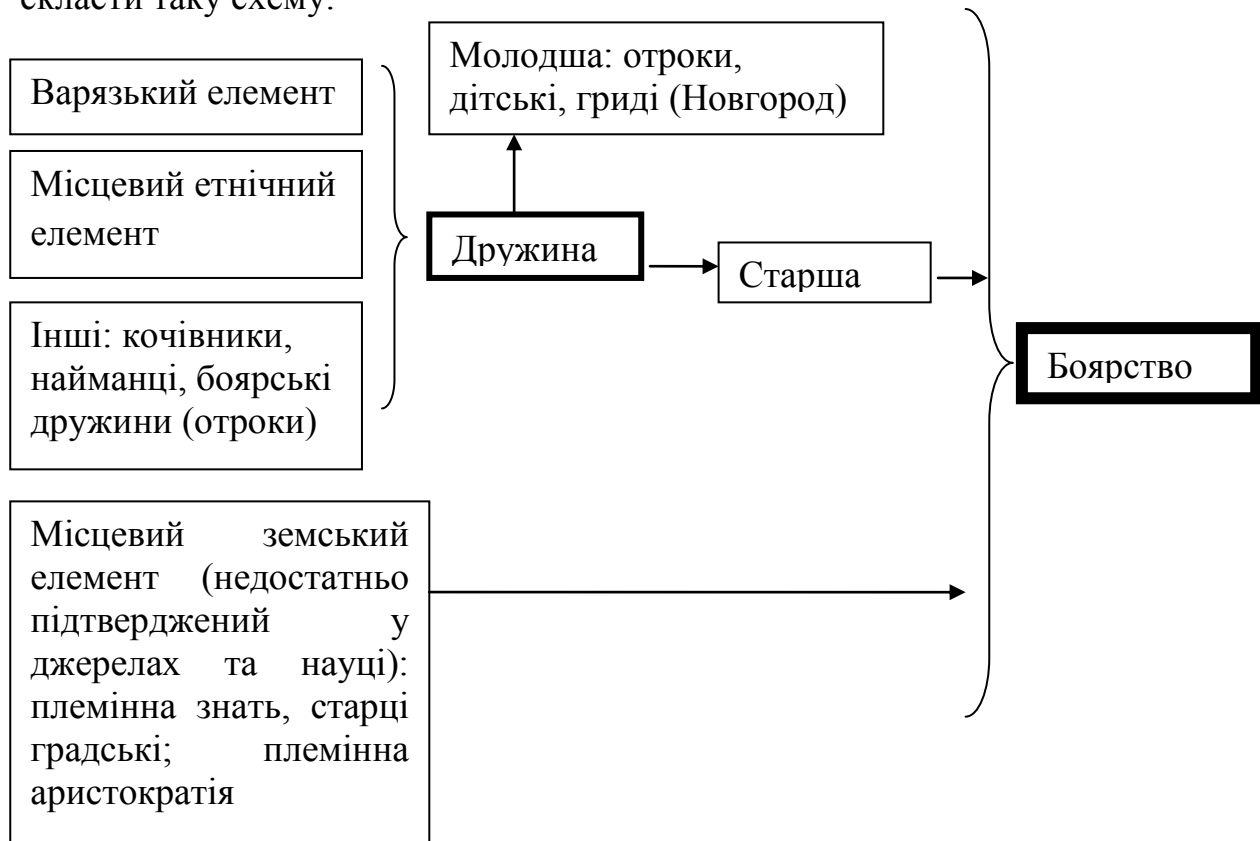 скласти таку схему:
Молодша: отроки,
дітські, гриді (Новгород)
Варязький елемент
Місцевий етнічний
елемент
Дружина
Старша
Інші: кочівники,
найманці, боярські
дружини (отроки)
Боярство
Місцевий земський
елемент (недостатньо
підтверджений у
джерелах та науці):
племінна знать, старці
градські; племінна
аристократія